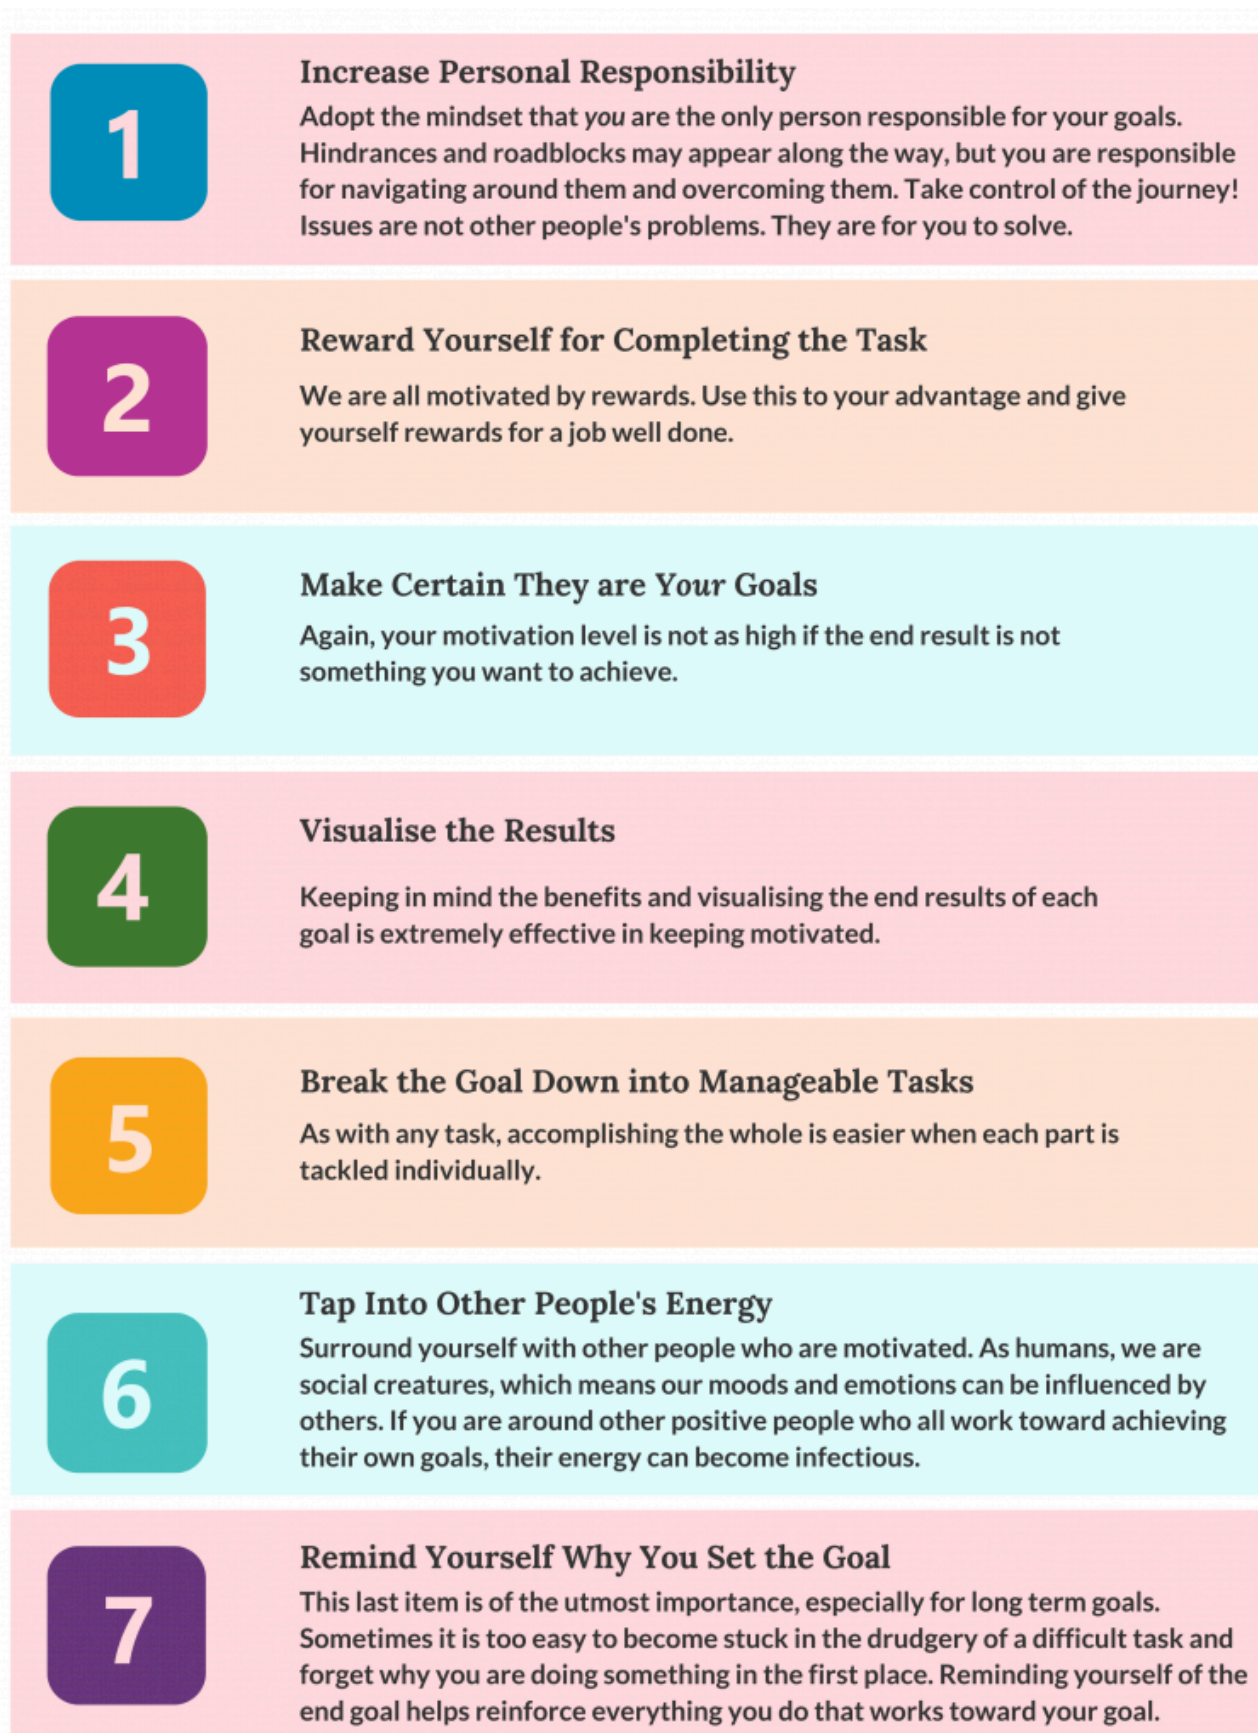 1
Increase Personal Responsibility
Adopt the mindset that you are the only person responsible for your goals.
Hindrances and roadblocks may appear along the way, but you are responsible
for navigating around them and overcoming them. Take control of the journey!
Issues are not other people's problems. They are for you to solve.
2
Reward Yourself for Completing the Task
We are all motivated by rewards. Use this to your advantage and give
yourself rewards for a job well done.
3
Make Certain They are Your Goals
Again, your motivation level is not as high if the end result is not
something you want to achieve.
4
Visualise the Results
Keeping in mind the benefits and visualising the end results of each
goal is extremely effective in keeping motivated.
5
Break the Goal Down into Manageable Tasks
As with any task, accomplishing the whole is easier when each part is
tackled individually.
6
Tap Into Other People's Energy
Surround yourself with other people who are motivated. As humans, we are
social creatures, which means our moods and emotions can be influenced by
others. If you are around other positive people who all work toward achieving
their own goals, their energy can become infectious.
7
Remind Yourself Why You Set the Goal
This last item is of the utmost importance, especially for long term goals.
Sometimes it is too easy to become stuck in the drudgery of a difficult task and
forget why you are doing something in the first place. Reminding yourself of the
end goal helps reinforce everything you do that works toward your goal.